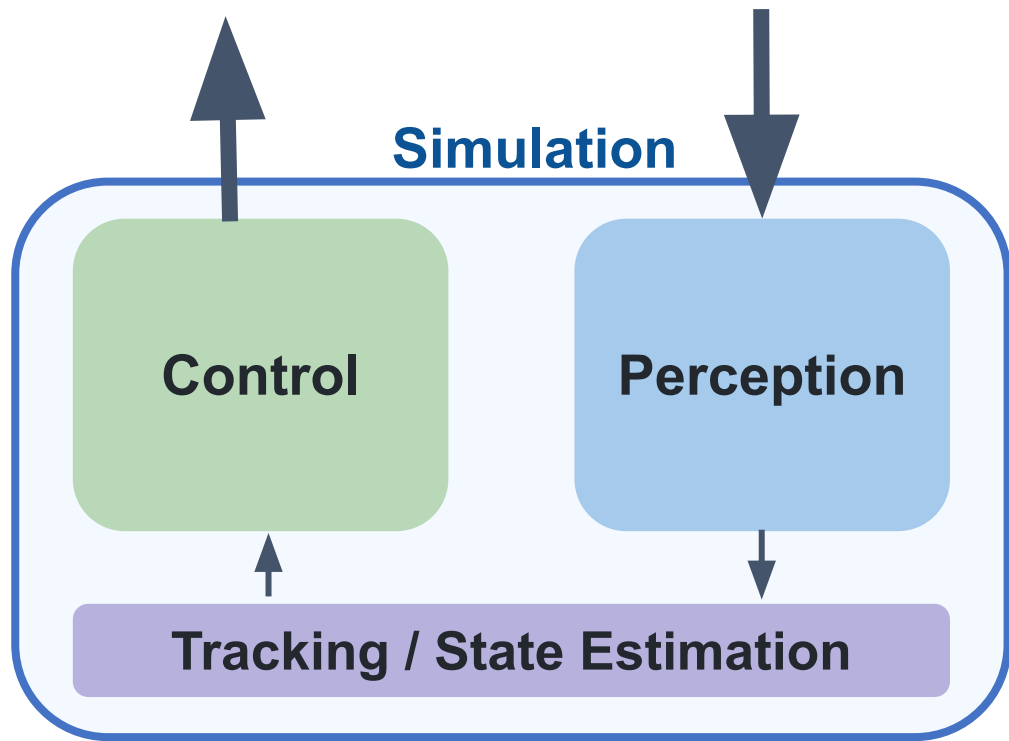 Simulation
Control
Perception
Tracking / State Estimation